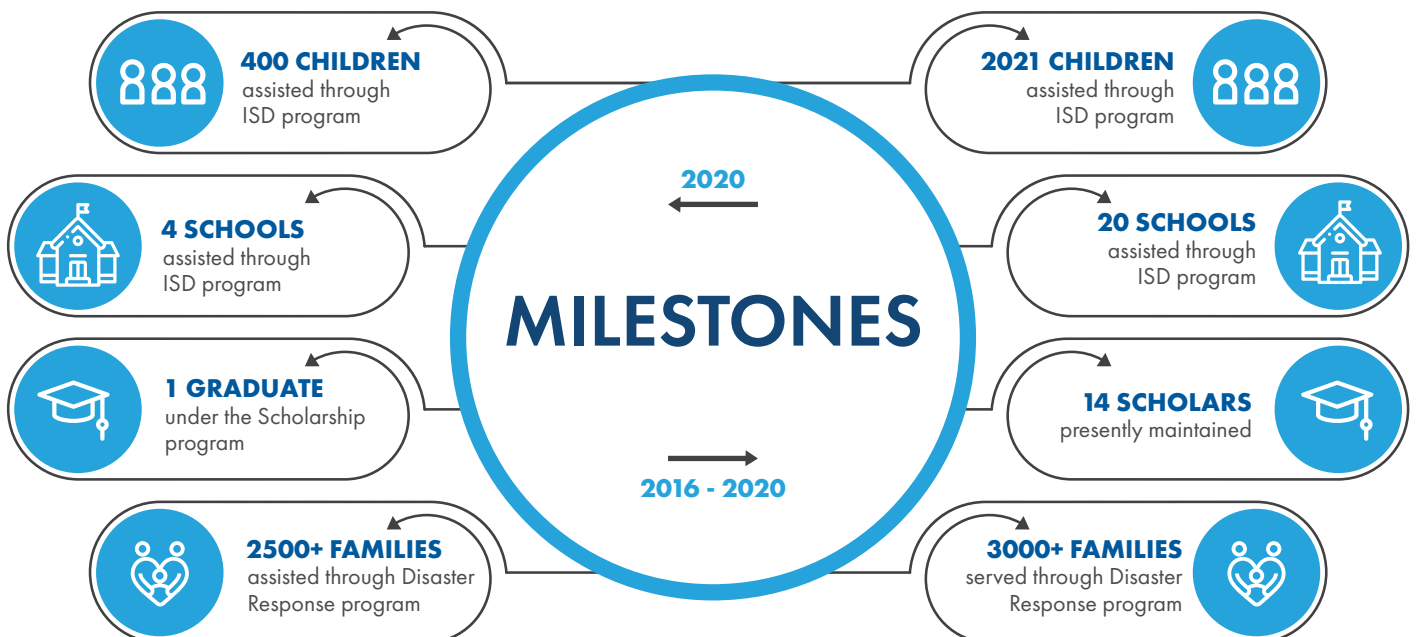 400 CHILDREN
assisted through
ISD program
4 SCHOOLS
assisted through
ISD program
1 GRADUATE
under the Scholarship
program
2500+ FAMILIES
assisted through Disaster
Response program
2020
MILESTONES
2016 - 2020
2021 CHILDREN
assisted through
ISD program
20 SCHOOLS
assisted through
ISD program
14 SCHOLARS
presently maintained
3000+ FAMILIES
served through Disaster
Response program